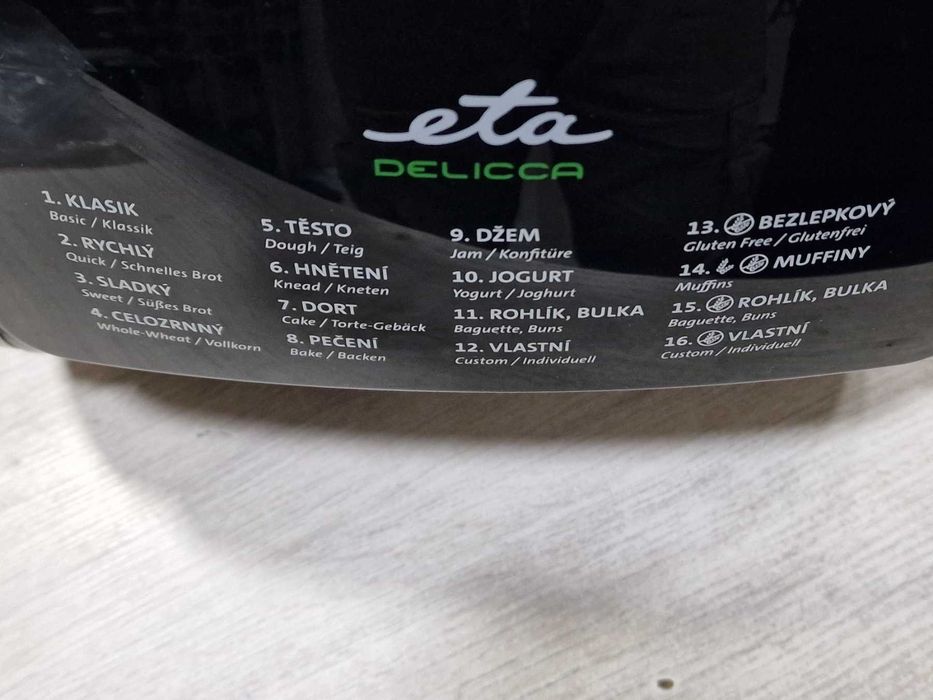 eta
DELICCA
1. KLASIK
Basic / Klassik
2. RYCHLÝ
Quick / Schnelles Brot
3. SLADKÝ
Sweet / Süßes Brot
4. CELOZRNNÝ
Whole-Wheat / Vollkorn
5. TĚSTO
Dough / Teig
6. HNĚTENÍ
Knead / Kneten
7. DORT
Cake / Torte-Gebäck
8. PEČENÍ
Bake / Backen
9. DŽEM
Jam / Konfitüre
10. JOGURT
Yogurt / Joghurt
11. ROHLÍK, BULKA
Baguette, Buns
12. VLASTNÍ
Custom / Individuell
13. BEZLEPKOVÝ
Gluten Free / Glutenfrei
14. MUFFINY
Muffins
15. ROHLÍK, BULKA
Baguette, Buns
16. VLASTNÍ
Custom / Individuell